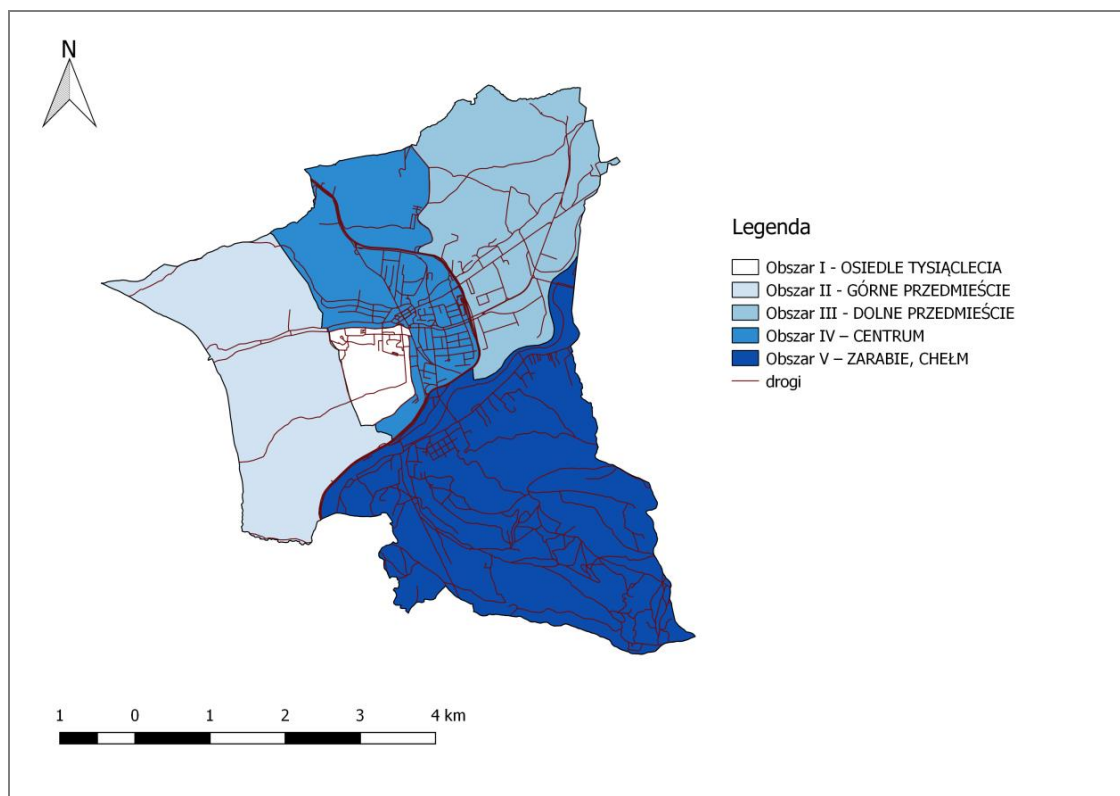 N
Legenda
Obszar I - OSIEDLE TYSIĄCLECIA
Obszar II - GÓRNE PRZEDMIEŚCIE
Obszar III - DOLNE PRZEDMIEŚCIE
Obszar IV – CENTRUM
Obszar V – ZARABIE, CHEŁM
drogi
1 0 1 2 3 4 km